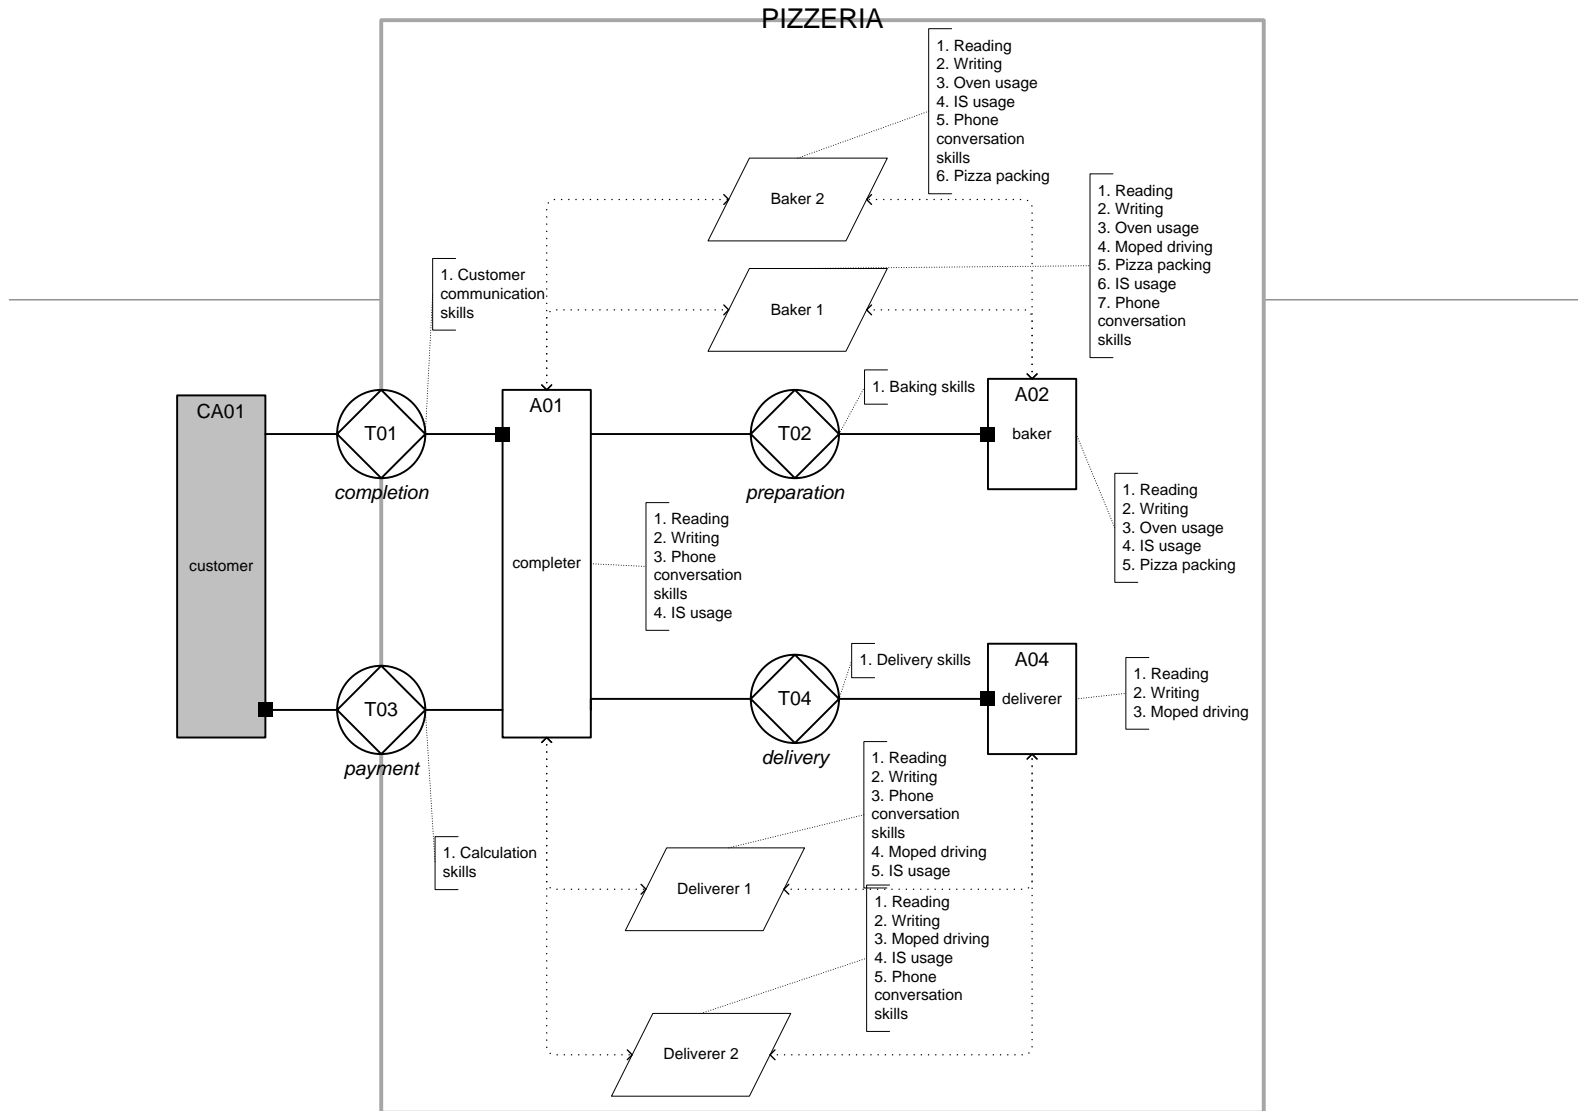 PIZZERIA
1. Reading
2. Writing
3. Oven usage
4. IS usage
5. Phone
conversation
skills
6. Pizza packing
Baker 2
1. Reading
2. Writing
3. Oven usage
4. Moped driving
5. Pizza packing
6. IS usage
7. Phone
conversation
skills
1. Customer
communication
skills
Baker 1
CA01
customer
T01
completion
A01
completer
T02
preparation
1. Baking skills
A02
baker
1. Reading
2. Writing
3. Phone
conversation
skills
4. IS usage
1. Reading
2. Writing
3. Oven usage
4. IS usage
5. Pizza packing
T03
payment
T04
delivery
1. Delivery skills
A04
deliverer
1. Reading
2. Writing
3. Moped driving
1. Calculation
skills
1. Reading
2. Writing
3. Phone
conversation
skills
4. Moped driving
5. IS usage
Deliverer 1
1. Reading
2. Writing
3. Moped driving
4. IS usage
5. Phone
conversation
skills
Deliverer 2